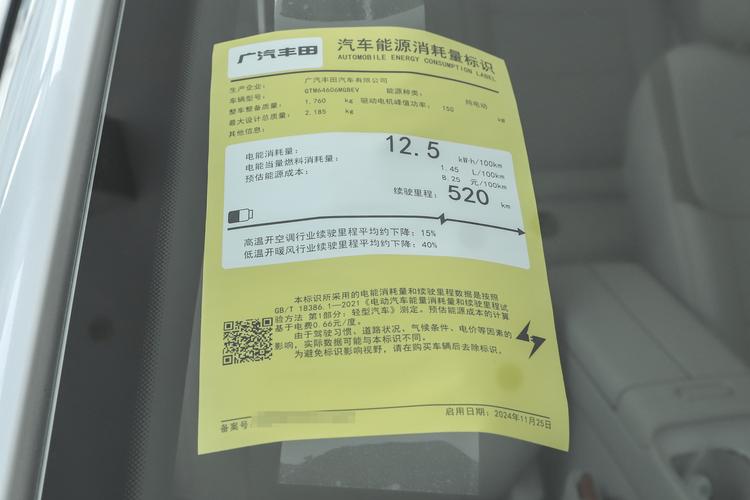 广汽丰田
汽车能源消耗量标识
AUTOMOBILE ENERGY CONSUMPTION LABEL
生产企业： 广汽丰田汽车有限公司
车辆型号： GTM64606MGBEV 能源种类： 纯电动
整车整备质量： 1,760 kg 驱动电机峰值功率： 150 kW
最大设计总质量： 2,185 kg
其他信息：
电能消耗量： 12.5 kW·h/100km
电能当量燃料消耗量： 1.45 L/100km
预估能源成本： 8.25 元/100km
续驶里程： 520 km
高温开空调行业续驶里程平均约下降：15%
低温开暖风行业续驶里程平均约下降：40%
本标识所采用的电能消耗量和续驶里程数据是按照
GB/T 18386.1—2021《电动汽车能量消耗量和续驶里程试
验方法 第1部分：轻型汽车》测定。预估能源成本的计算
基于电费0.66元/度。
由于驾驶习惯、道路状况、气候条件、电价等因素的
影响，实际数据可能与本标识不同。
为避免标识影响视野，请在购买车辆后去除标识。
备案号： 启用日期：2024年11月25日